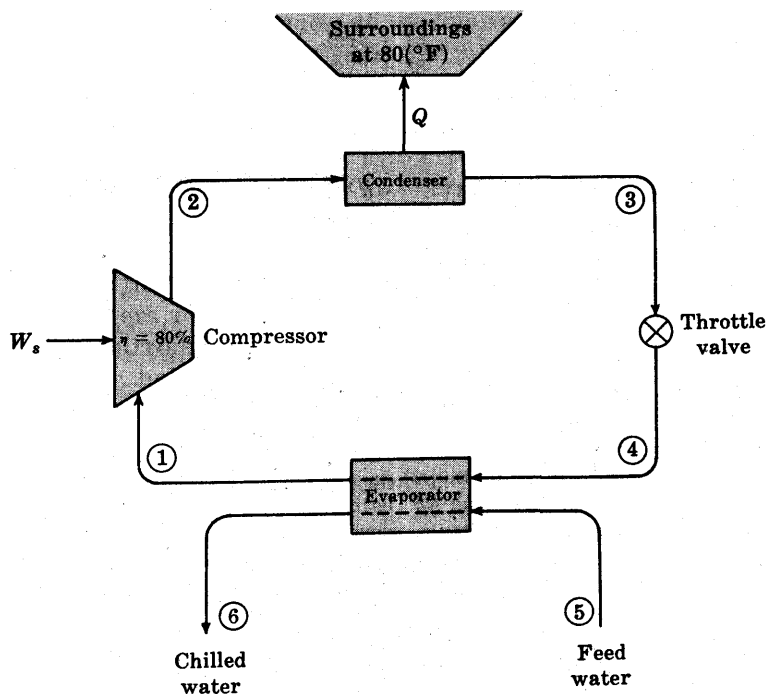 Surroundings
at 80(°F)
Q
Condenser
②
③
W_s
η = 80%
Compressor
Throttle
valve
①
④
Evaporator
⑥
⑤
Chilled
water
Feed
water